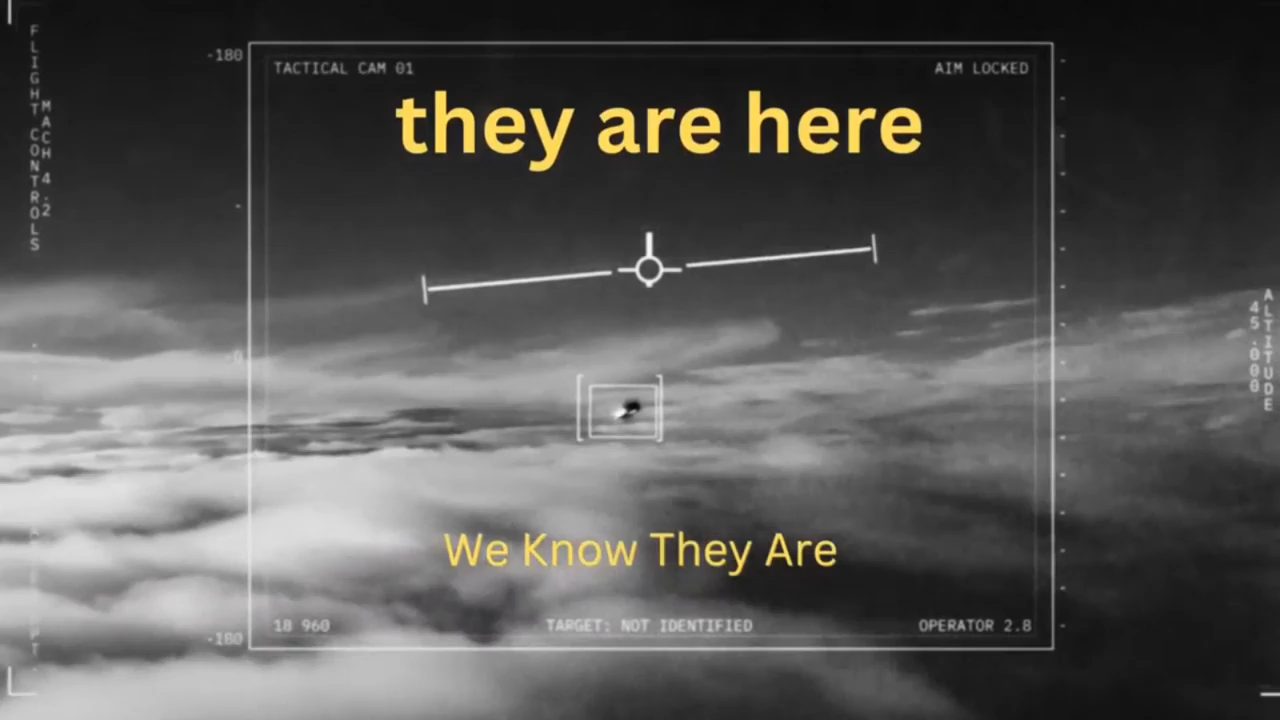 FLIGHT CONTROLS
MACH 4.2
-180
TACTICAL CAM 01
AIM LOCKED
they are here
-0
ALTITUDE
45.000
We Know They Are
-180
18 960
TARGET: NOT IDENTIFIED
OPERATOR 2.8